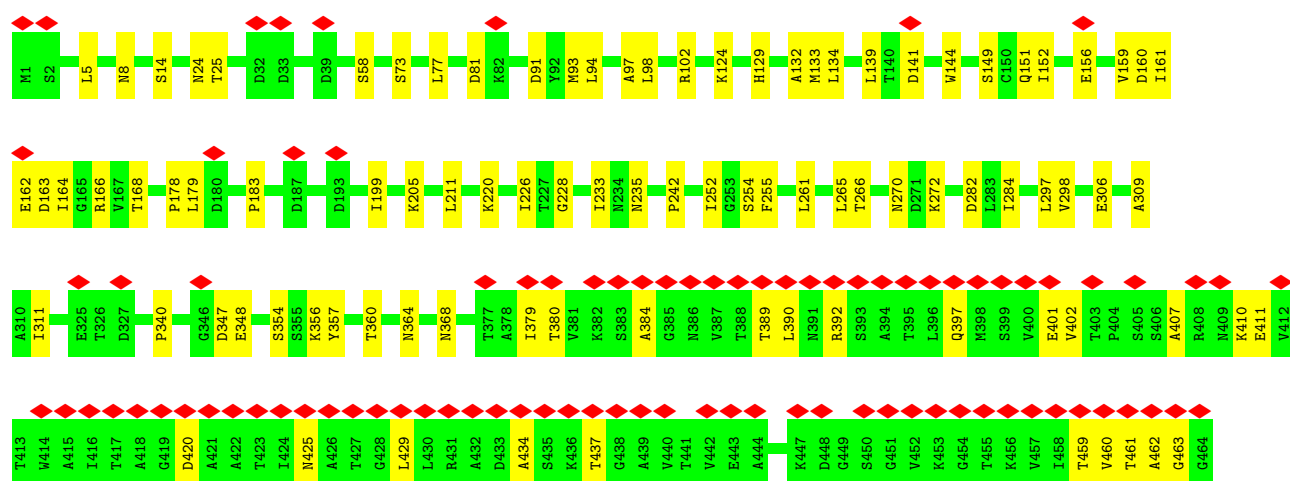 M1 S2 L5 N8 S14 N24 T25 D32 D33 D39 S58 S73 L77 D81 K82 D91 Y92 M93 L94 A97 L98 R102 K124 H129 A132 M133 L134 L139 T140 D141 W144 S149 C150 Q151 I152 E156 V159 D160 I161
E162 D163 I164 G165 R166 V167 T168 P178 L179 D180 P183 D187 D193 I199 K205 L211 K220 I226 T227 G228 I233 N234 N235 P242 I252 G253 S254 F255 L261 L265 T266 N270 D271 K272 D282 L283 I284 L297 V298 E306 A309
A310 I311 E325 T326 D327 P340 G346 D347 E348 S354 S355 K356 Y357 T360 N364 N368 T377 A378 I379 T380 V381 K382 S383 A384 G385 N386 V387 T388 T389 L390 N391 R392 S393 A394 T395 L396 Q397 M398 S399 V400 E401 V402 T403 P404 S405 S406 A407 R408 N409 K410 E411 V412
T413 W414 A415 I416 T417 A418 G419 D420 A421 A422 T423 I424 N425 A426 T427 G428 L429 L430 R431 A432 D433 A434 S435 K436 T437 G438 A439 V440 T441 V442 E443 A444 K447 D448 G449 S450 G451 V452 K453 G454 T455 K456 V457 I458 T459 V460 T461 A462 G463 G464